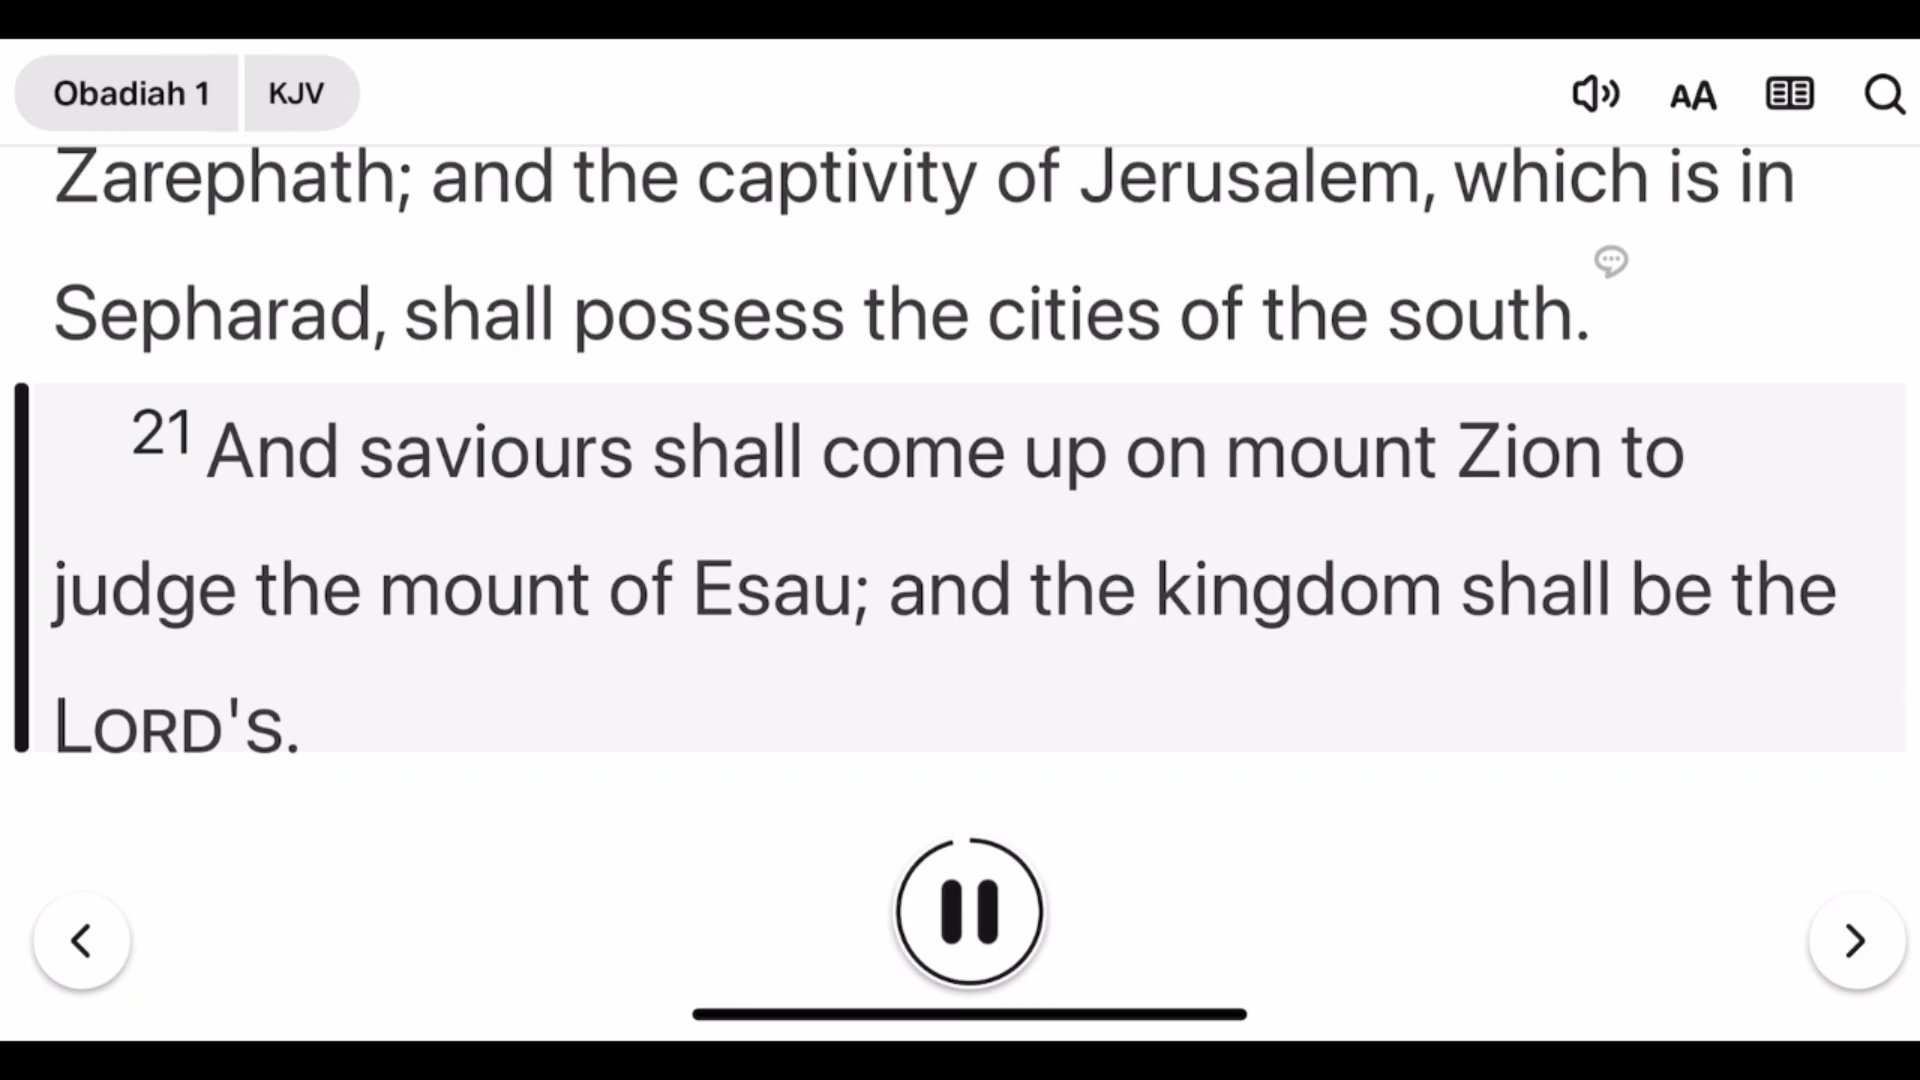 Obadiah 1 KJV AA
Zarephath; and the captivity of Jerusalem, which is in
Sepharad, shall possess the cities of the south.
21 And saviours shall come up on mount Zion to
judge the mount of Esau; and the kingdom shall be the
LORD'S.